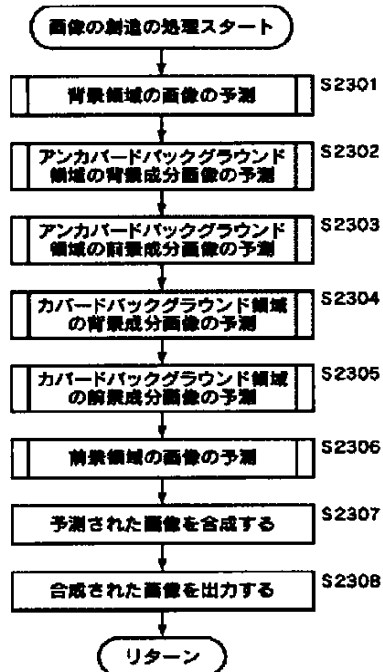 画像の創造の処理スタート
背景領域の画像の予測
S2301
アンカバードバックグラウンド
領域の背景成分画像の予測
S2302
アンカバードバックグラウンド
領域の前景成分画像の予測
S2303
カバードバックグラウンド領域
の背景成分画像の予測
S2304
カバードバックグラウンド領域
の前景成分画像の予測
S2305
前景領域の画像の予測
S2306
予測された画像を合成する
S2307
合成された画像を出力する
S2308
リターン